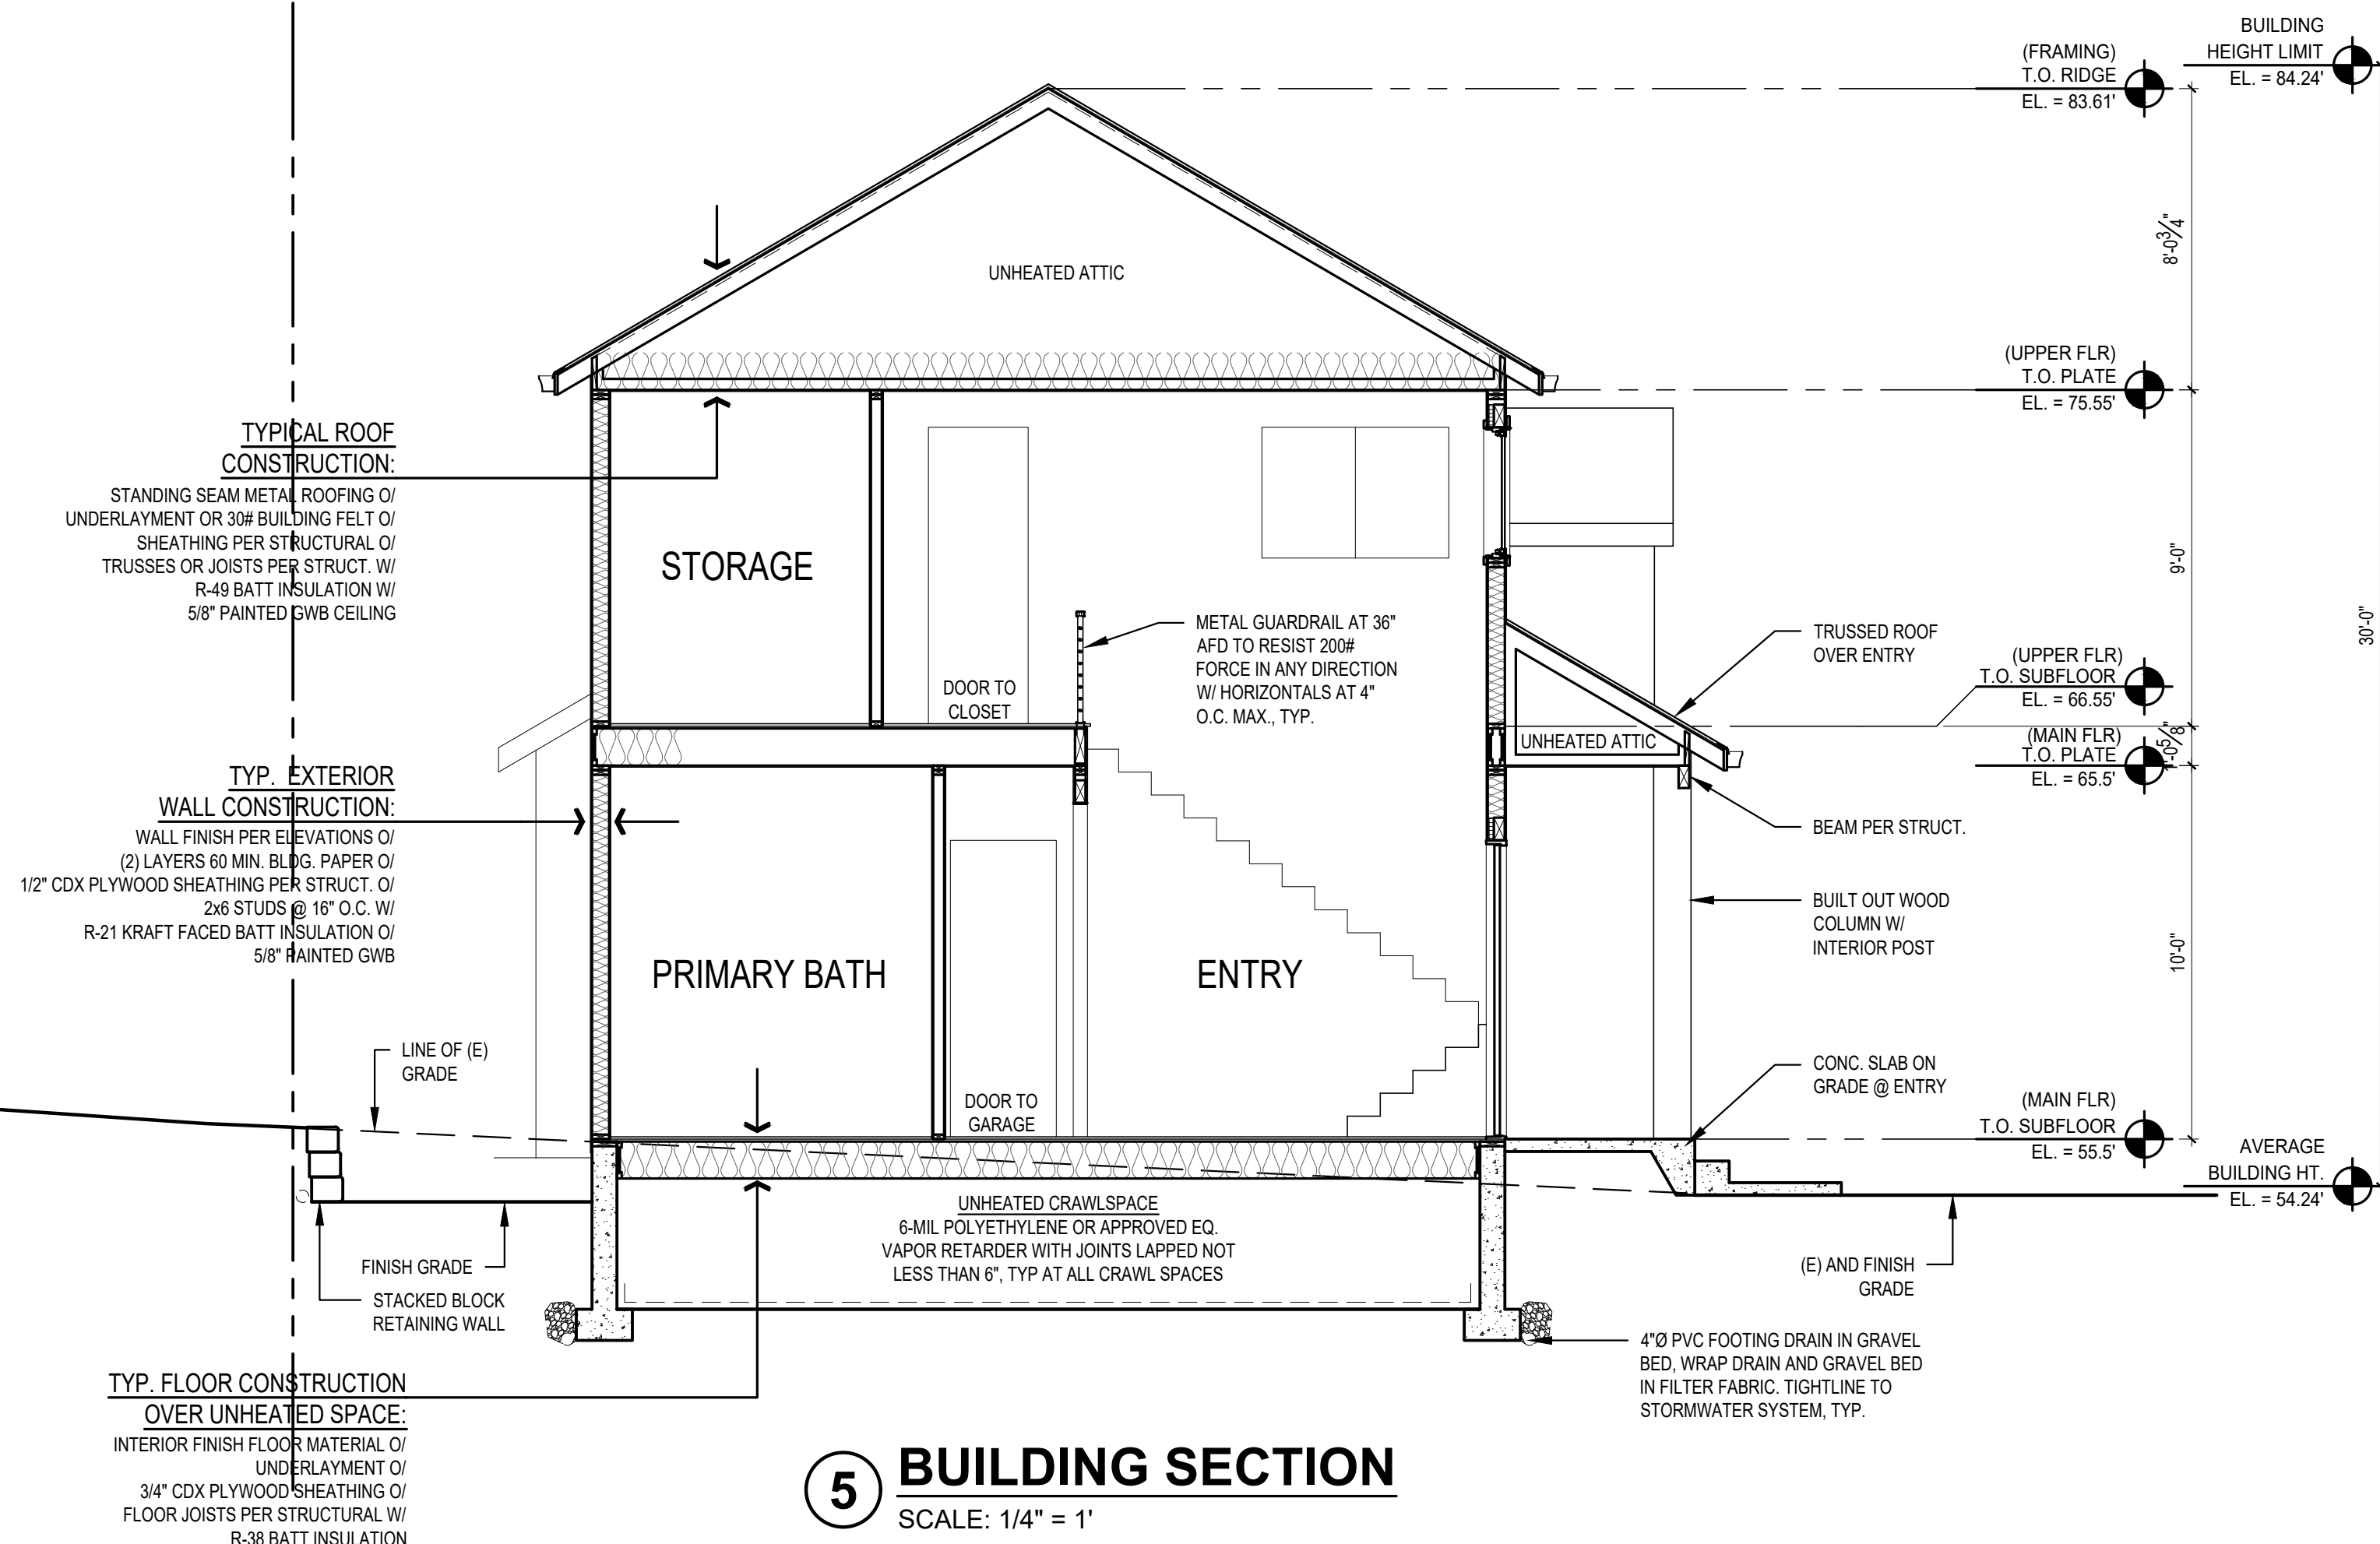 BUILDING
HEIGHT LIMIT
EL. = 84.24'
(FRAMING)
T.O. RIDGE
EL. = 83.61'
8'-0 3/4"
UNHEATED ATTIC
(UPPER FLR)
T.O. PLATE
EL. = 75.55'
TYPICAL ROOF
CONSTRUCTION:
STANDING SEAM METAL ROOFING O/
UNDERLAYMENT OR 30# BUILDING FELT O/
SHEATHING PER STRUCTURAL O/
TRUSSES OR JOISTS PER STRUCT. W/
R-49 BATT INSULATION W/
5/8" PAINTED GWB CEILING
STORAGE
9'-0"
30'-0"
METAL GUARDRAIL AT 36"
AFD TO RESIST 200#
FORCE IN ANY DIRECTION
W/ HORIZONTALS AT 4"
O.C. MAX., TYP.
TRUSSED ROOF
OVER ENTRY
DOOR TO
CLOSET
(UPPER FLR)
T.O. SUBFLOOR
EL. = 66.55'
UNHEATED ATTIC
(MAIN FLR)
T.O. PLATE
EL. = 65.5'
1'-0 5/8"
TYP. EXTERIOR
WALL CONSTRUCTION:
WALL FINISH PER ELEVATIONS O/
(2) LAYERS 60 MIN. BLDG. PAPER O/
1/2" CDX PLYWOOD SHEATHING PER STRUCT. O/
2x6 STUDS @ 16" O.C. W/
R-21 KRAFT FACED BATT INSULATION O/
5/8" PAINTED GWB
BEAM PER STRUCT.
BUILT OUT WOOD
COLUMN W/
INTERIOR POST
PRIMARY BATH
ENTRY
10'-0"
LINE OF (E)
GRADE
DOOR TO
GARAGE
CONC. SLAB ON
GRADE @ ENTRY
(MAIN FLR)
T.O. SUBFLOOR
EL. = 55.5'
AVERAGE
BUILDING HT.
EL. = 54.24'
UNHEATED CRAWLSPACE
6-MIL POLYETHYLENE OR APPROVED EQ.
VAPOR RETARDER WITH JOINTS LAPPED NOT
LESS THAN 6", TYP AT ALL CRAWL SPACES
FINISH GRADE
STACKED BLOCK
RETAINING WALL
(E) AND FINISH
GRADE
4"Ø PVC FOOTING DRAIN IN GRAVEL
BED, WRAP DRAIN AND GRAVEL BED
IN FILTER FABRIC. TIGHTLINE TO
STORMWATER SYSTEM, TYP.
TYP. FLOOR CONSTRUCTION
OVER UNHEATED SPACE:
INTERIOR FINISH FLOOR MATERIAL O/
UNDERLAYMENT O/
3/4" CDX PLYWOOD SHEATHING O/
FLOOR JOISTS PER STRUCTURAL W/
R-38 BATT INSULATION
5
BUILDING SECTION
SCALE: 1/4" = 1'